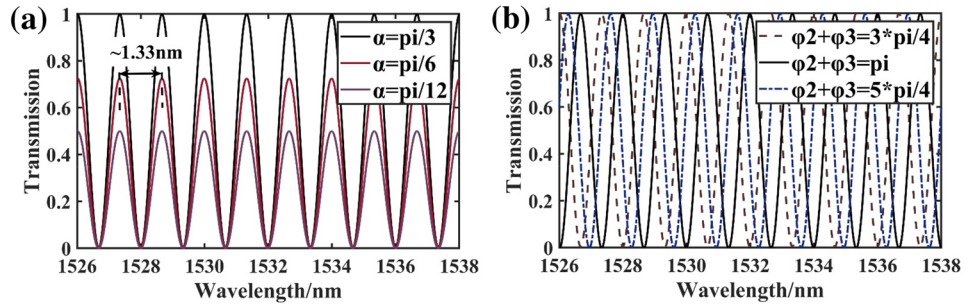 (a)
1
0.8
0.6
0.4
0.2
0
Transmission
~1.33nm
α=pi/3
α=pi/6
α=pi/12
1526 1528 1530 1532 1534 1536 1538
Wavelength/nm
(b)
1
0.8
0.6
0.4
0.2
0
Transmission
φ2+φ3=3*pi/4
φ2+φ3=pi
φ2+φ3=5*pi/4
1526 1528 1530 1532 1534 1536 1538
Wavelength/nm